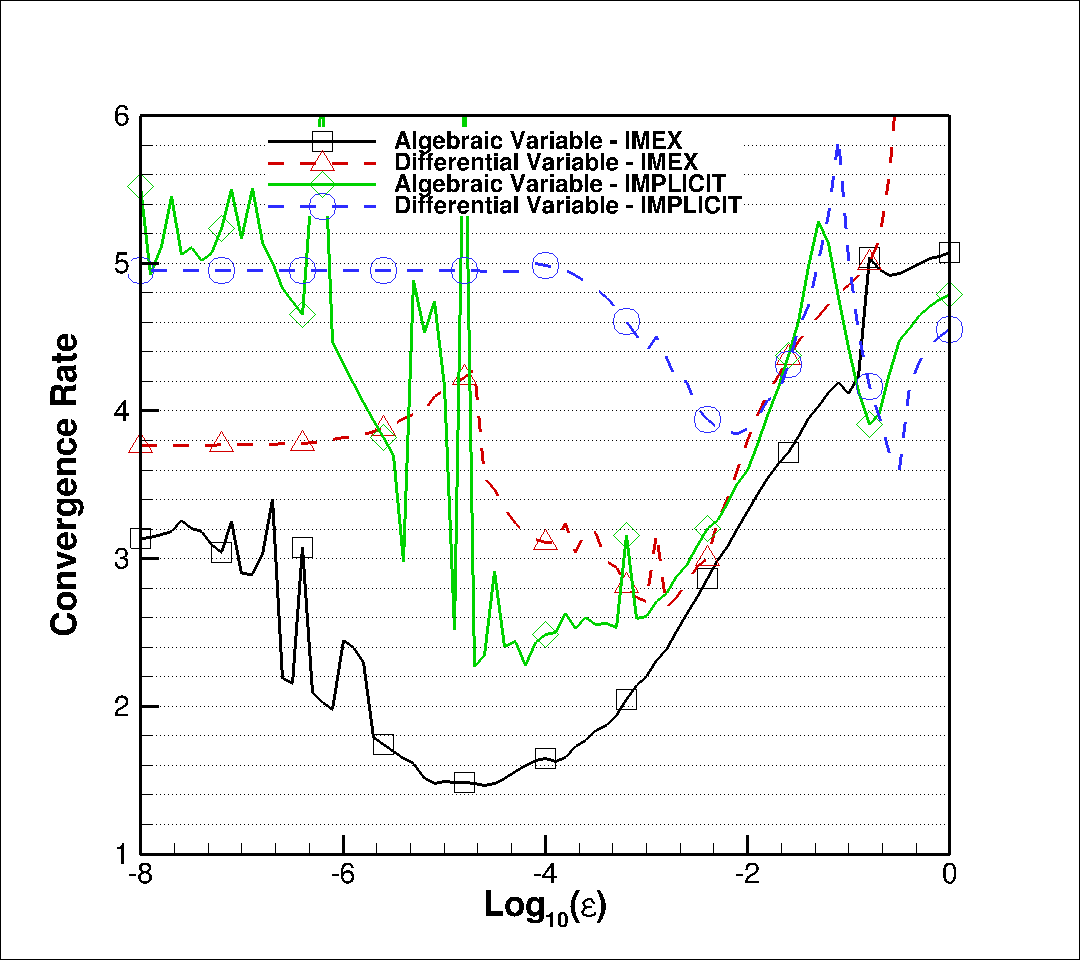 6
Algebraic Variable - IMEX
Differential Variable - IMEX
Algebraic Variable - IMPLICIT
Differential Variable - IMPLICIT
5
4
3
2
1
Convergence Rate
-8 -6 -4 -2 0
Log10(ε)